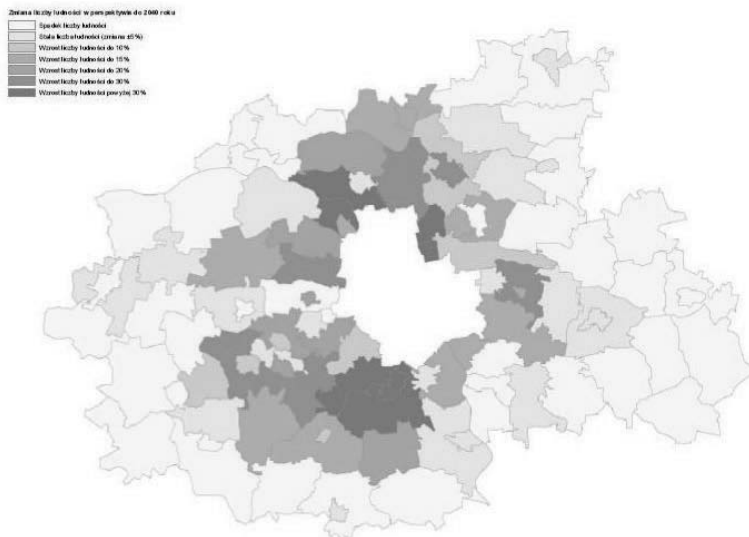 Zmiana liczby ludności w perspektywie do 2040 roku
Spadek liczby ludności
Stała liczba ludności (zmiana ±5%)
Wzrost liczby ludności do 10%
Wzrost liczby ludności do 15%
Wzrost liczby ludności do 20%
Wzrost liczby ludności do 30%
Wzrost liczby ludności powyżej 30%